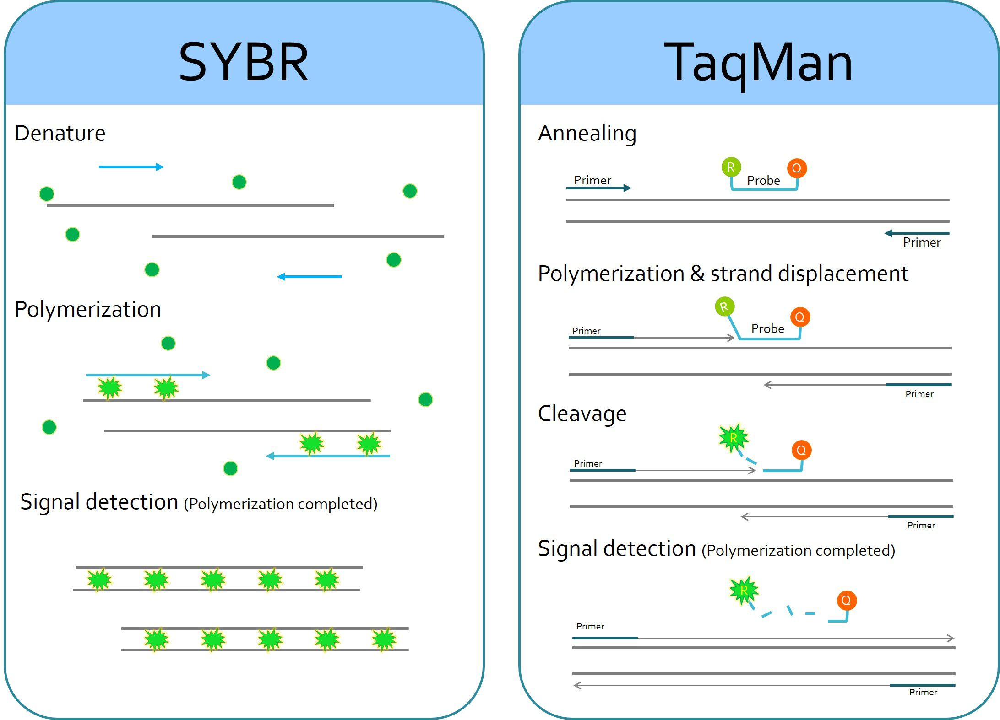 SYBR
Denature
Polymerization
Signal detection (Polymerization completed)
TaqMan
Annealing
R
Q
Primer
Probe
Primer
Polymerization & strand displacement
R
Q
Primer
Probe
Primer
Cleavage
R
Q
Primer
Primer
Signal detection (Polymerization completed)
R
Q
Primer
Primer